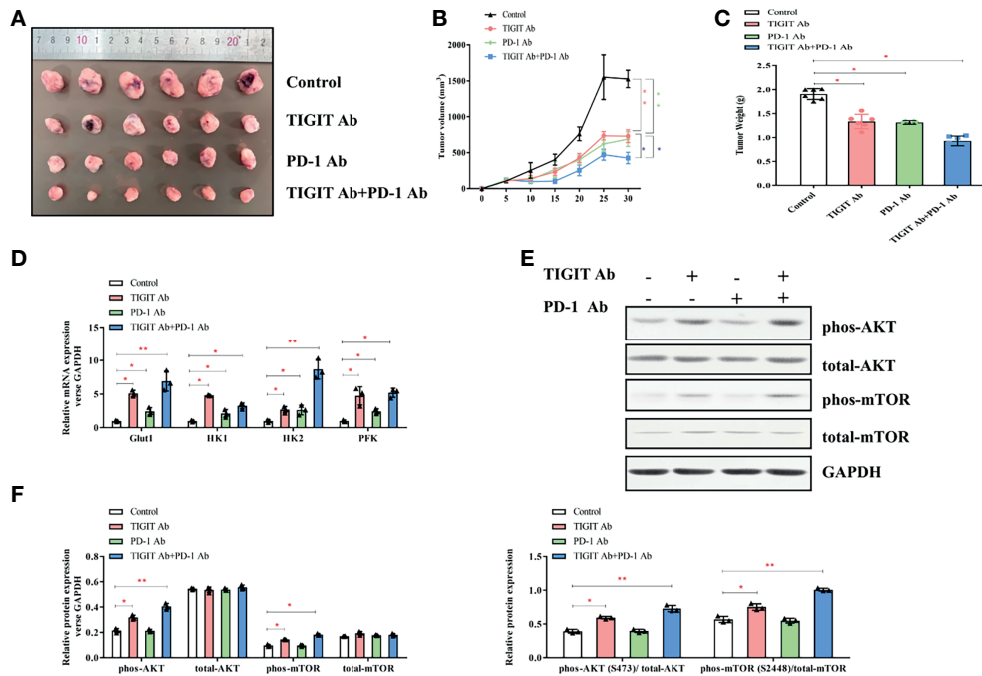 A
7 8 9 10 1 2 3 4 5 6 7 8 9 20 1 2
Control
TIGIT Ab
PD-1 Ab
TIGIT Ab+PD-1 Ab
B
Control
TIGIT Ab
PD-1 Ab
TIGIT Ab+PD-1 Ab
Tumor volume (mm³)
2000
1500
1000
500
0
0 5 10 15 20 25 30
* *
* *
* *
C
Control
TIGIT Ab
PD-1 Ab
TIGIT Ab+PD-1 Ab
Tumor Weight (g)
2.5
2.0
1.5
1.0
0.5
0.0
* * *
Control
TIGIT Ab
PD-1 Ab
TIGIT Ab+PD-1 Ab
D
Control
TIGIT Ab
PD-1 Ab
TIGIT Ab+PD-1 Ab
Relative mRNA expression
verse GAPDH
15
10
5
0
** * * * * * ** * * * * *
Glut1 HK1 HK2 PFK
E
TIGIT Ab - + - +
PD-1 Ab - - + +
phos-AKT
total-AKT
phos-mTOR
total-mTOR
GAPDH
F
Control
TIGIT Ab
PD-1 Ab
TIGIT Ab+PD-1 Ab
Relative protein expression
verse GAPDH
0.8
0.6
0.4
0.2
0.0
** * * *
phos-AKT total-AKT phos-mTOR total-mTOR
Control
TIGIT Ab
PD-1 Ab
TIGIT Ab+PD-1 Ab
Relative protein expression
1.5
1.0
0.5
0.0
** * ** *
phos-AKT (S473)/ total-AKT phos-mTOR (S2448)/total-mTOR